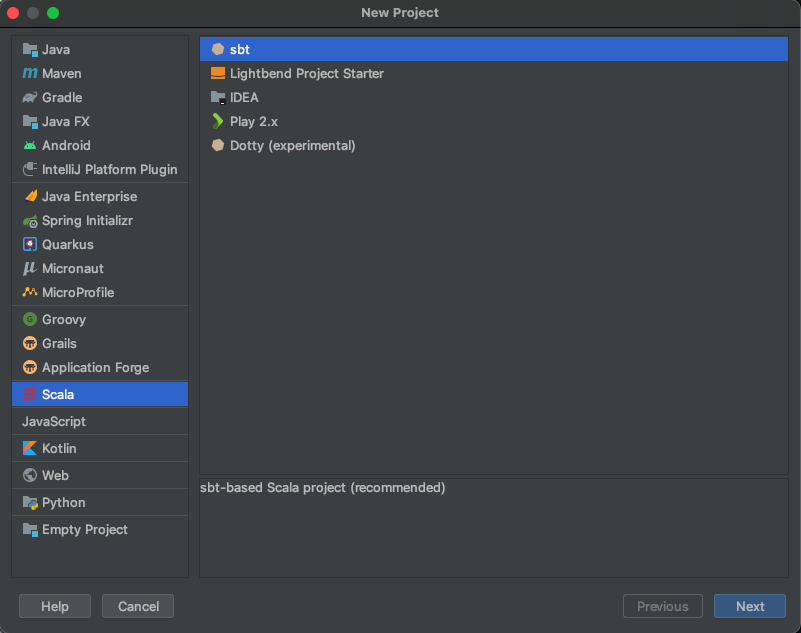 New Project
Java
Maven
Gradle
Java FX
Android
IntelliJ Platform Plugin
Java Enterprise
Spring Initializr
Quarkus
Micronaut
MicroProfile
Groovy
Grails
Application Forge
Scala
JavaScript
Kotlin
Web
Python
Empty Project
sbt
Lightbend Project Starter
IDEA
Play 2.x
Dotty (experimental)
sbt-based Scala project (recommended)
Help
Cancel
Previous
Next